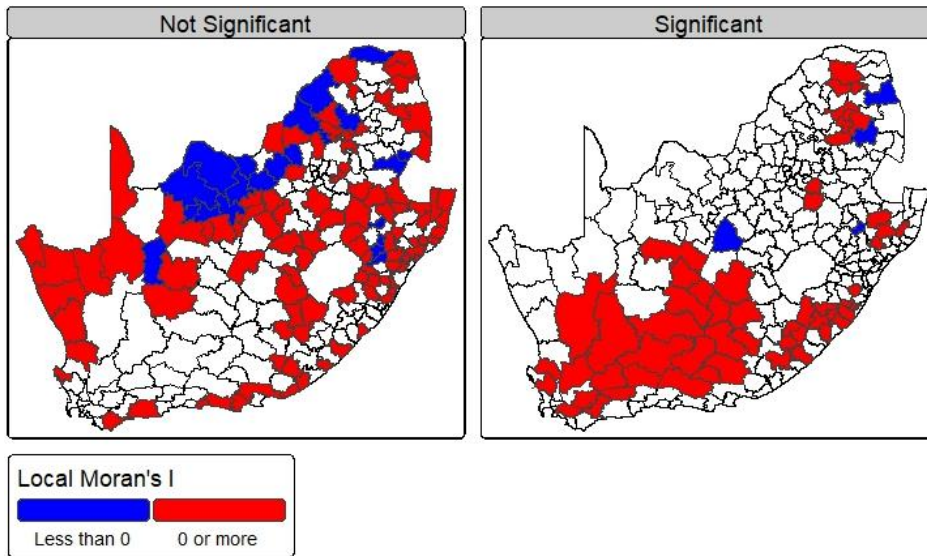 Not Significant
Significant
Local Moran's I
Less than 0
0 or more